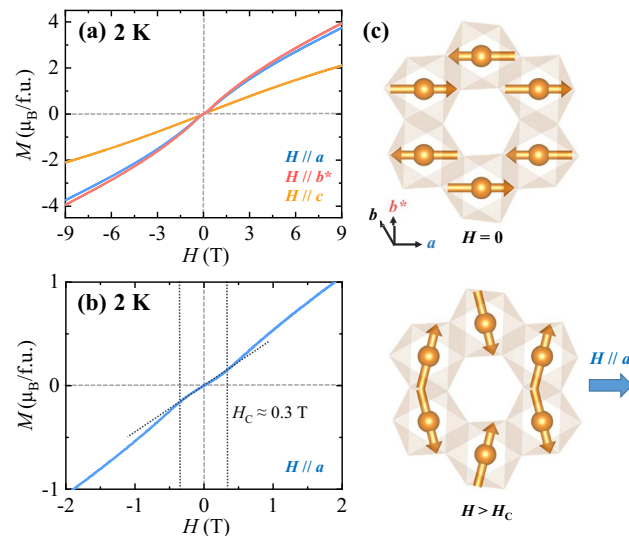 (a) 2 K
M (μB/f.u.)
4
2
0
-2
-4
H // a
H // b*
H // c
-9 -6 -3 0 3 6 9
H (T)
(b) 2 K
M (μB/f.u.)
1
0
-1
HC ≈ 0.3 T
H // a
-2 -1 0 1 2
H (T)
(c)
b b*
a
H = 0
H // a
H > HC